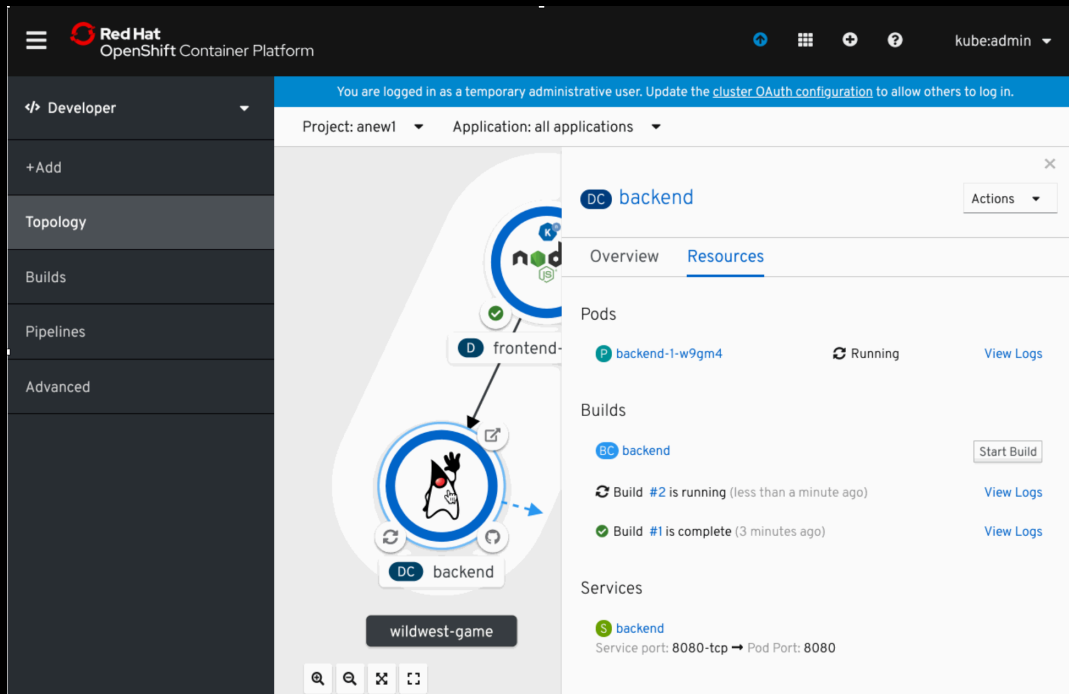 Red Hat
OpenShift Container Platform
kube:admin
Developer
You are logged in as a temporary administrative user. Update the cluster OAuth configuration to allow others to log in.
Project: anew1 Application: all applications
+Add
Topology
Builds
Pipelines
Advanced
K
nod
JS
D frontend-
DC backend
wildwest-game
DC backend
Actions
Overview Resources
Pods
P backend-1-w9gm4 Running View Logs
Builds
BC backend Start Build
Build #2 is running (less than a minute ago) View Logs
Build #1 is complete (3 minutes ago) View Logs
Services
S backend
Service port: 8080-tcp → Pod Port: 8080